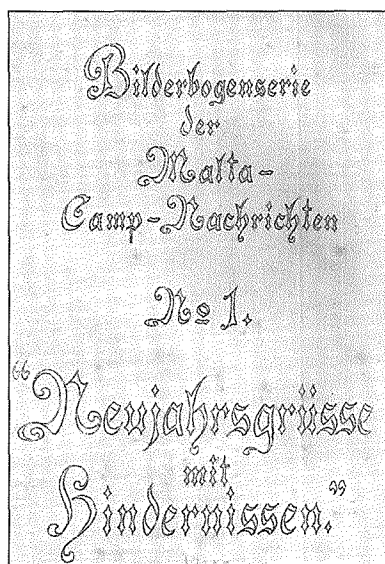 Bilderbogenserie
der
Malta-
Camp-Nachrichten
No 1.
“Neujahrsgrüsse
mit
Hindernissen.”